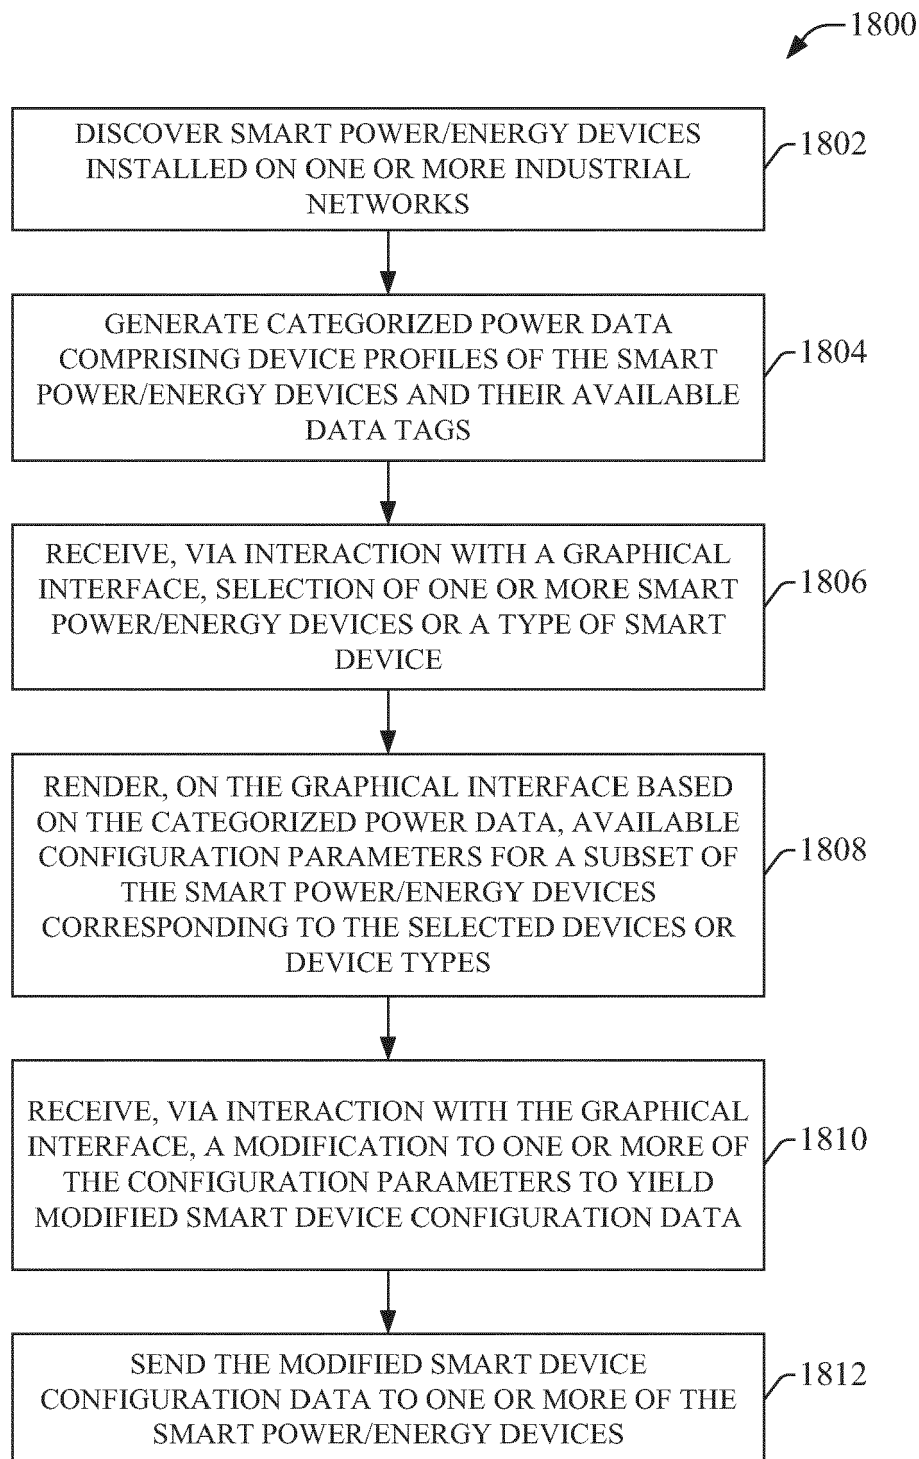 1800
DISCOVER SMART POWER/ENERGY DEVICES
INSTALLED ON ONE OR MORE INDUSTRIAL
NETWORKS
1802
GENERATE CATEGORIZED POWER DATA
COMPRISING DEVICE PROFILES OF THE SMART
POWER/ENERGY DEVICES AND THEIR AVAILABLE
DATA TAGS
1804
RECEIVE, VIA INTERACTION WITH A GRAPHICAL
INTERFACE, SELECTION OF ONE OR MORE SMART
POWER/ENERGY DEVICES OR A TYPE OF SMART
DEVICE
1806
RENDER, ON THE GRAPHICAL INTERFACE BASED
ON THE CATEGORIZED POWER DATA, AVAILABLE
CONFIGURATION PARAMETERS FOR A SUBSET OF
THE SMART POWER/ENERGY DEVICES
CORRESPONDING TO THE SELECTED DEVICES OR
DEVICE TYPES
1808
RECEIVE, VIA INTERACTION WITH THE GRAPHICAL
INTERFACE, A MODIFICATION TO ONE OR MORE OF
THE CONFIGURATION PARAMETERS TO YIELD
MODIFIED SMART DEVICE CONFIGURATION DATA
1810
SEND THE MODIFIED SMART DEVICE
CONFIGURATION DATA TO ONE OR MORE OF THE
SMART POWER/ENERGY DEVICES
1812